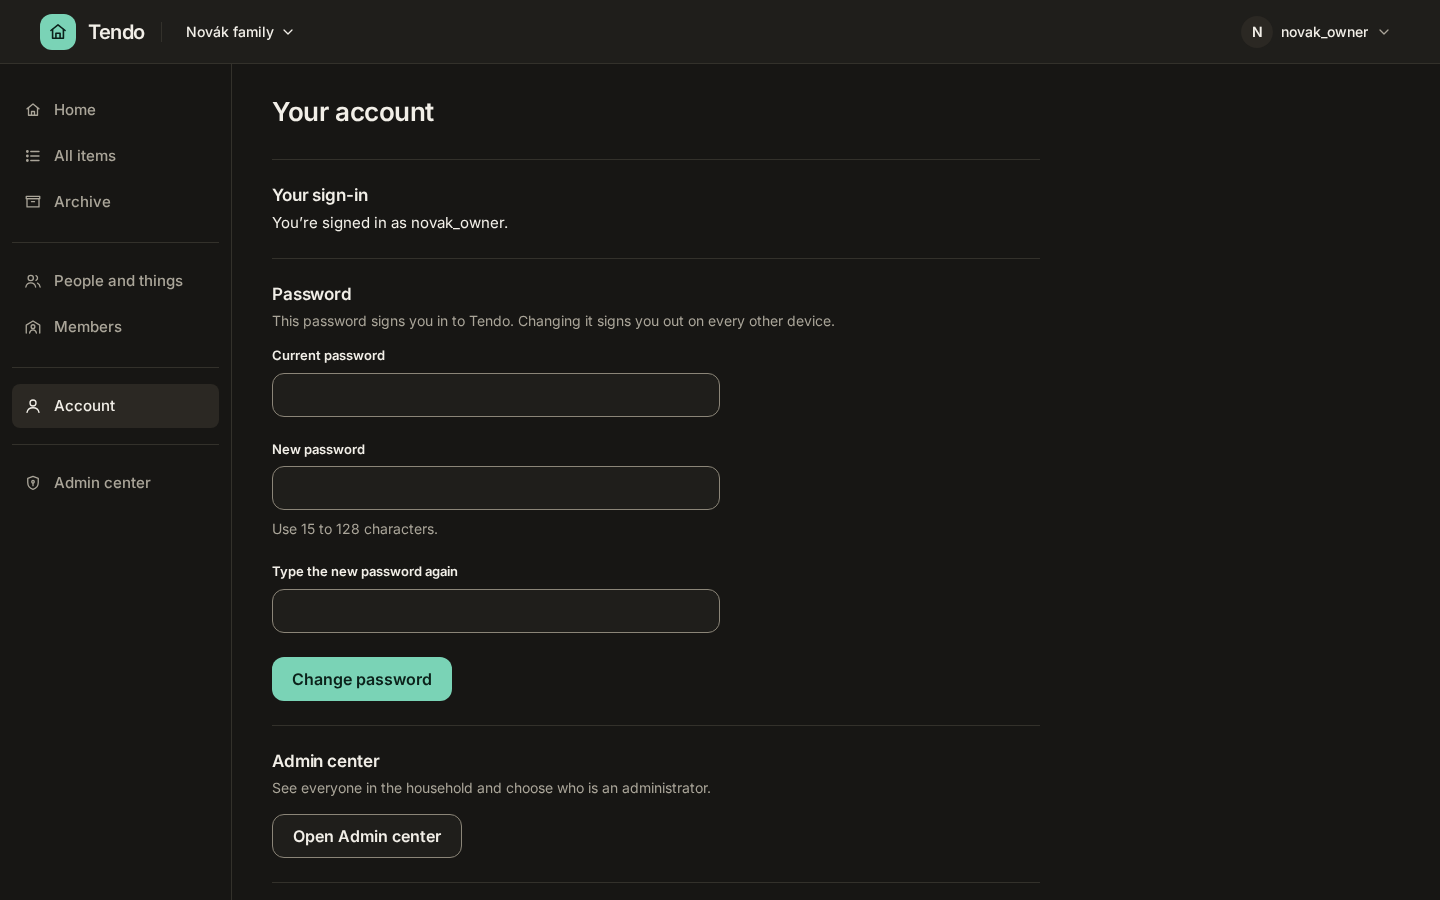 Tendo
Novák family
N
novak_owner
Home
All items
Archive
People and things
Members
Account
Admin center
Your account
Your sign-in
You’re signed in as novak_owner.
Password
This password signs you in to Tendo. Changing it signs you out on every other device.
Current password
New password
Use 15 to 128 characters.
Type the new password again
Change password
Admin center
See everyone in the household and choose who is an administrator.
Open Admin center